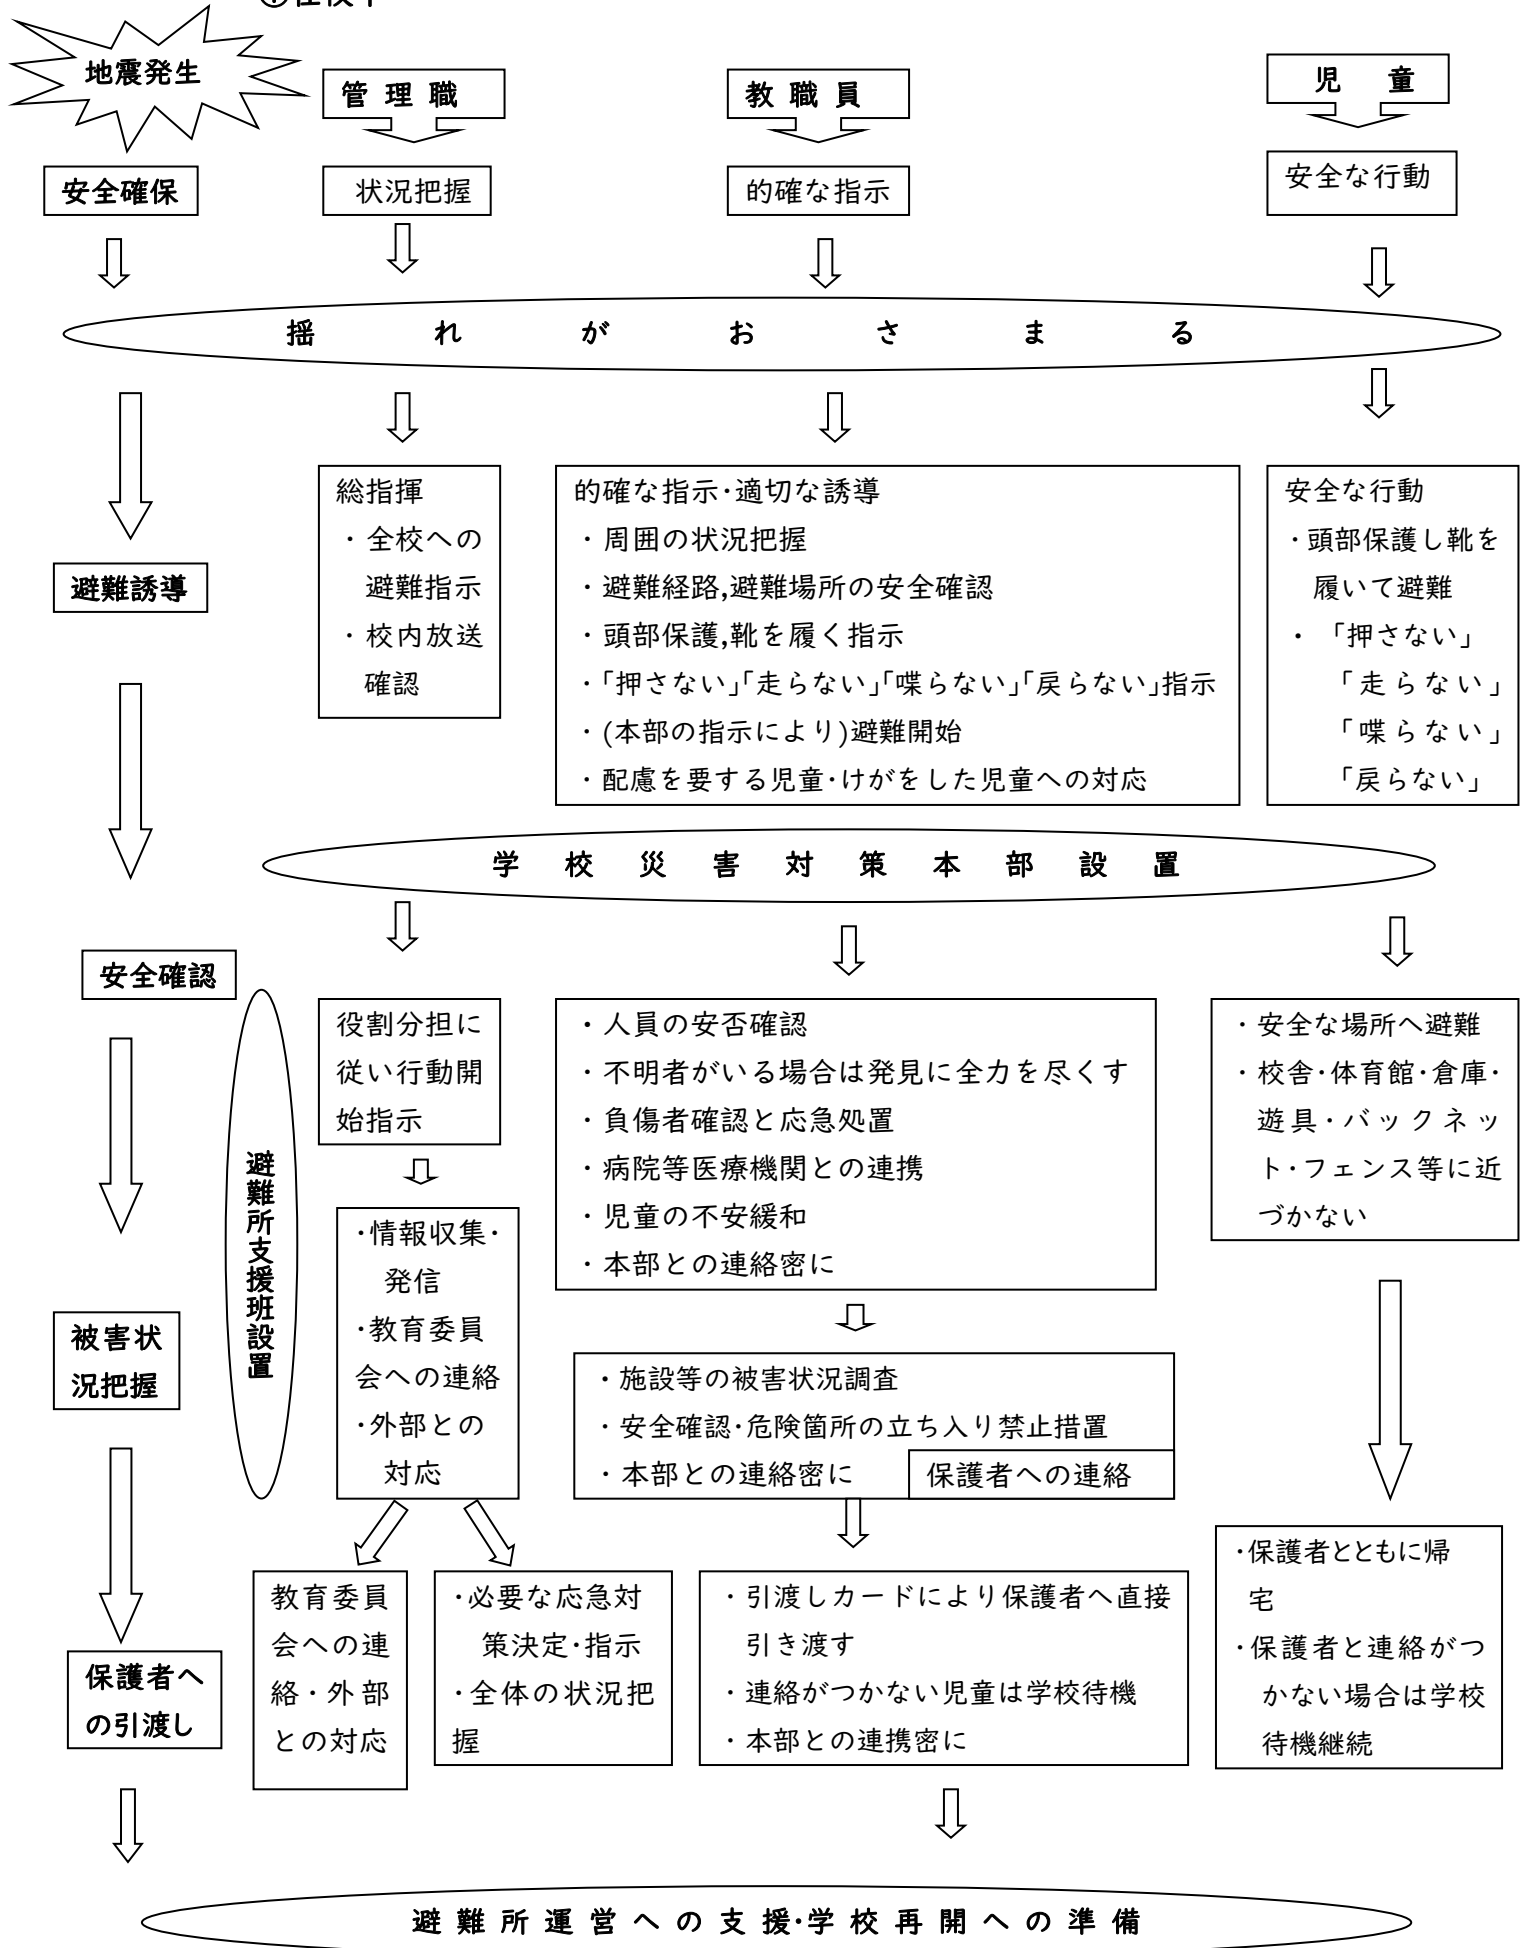 ①在校中
地震発生
管理職
教職員
児童
安全確保
状況把握
的確な指示
安全な行動
揺れがおさまる
総指揮
・全校への
避難指示
・校内放送
確認
的確な指示・適切な誘導
・周囲の状況把握
・避難経路,避難場所の安全確認
・頭部保護,靴を履く指示
・「押さない」「走らない」「喋らない」「戻らない」指示
・(本部の指示により)避難開始
・配慮を要する児童・けがをした児童への対応
安全な行動
・頭部保護し靴を
履いて避難
・「押さない」
「走らない」
「喋らない」
「戻らない」
避難誘導
学校災害対策本部設置
安全確認
避難所支援班設置
役割分担に
従い行動開
始指示
・人員の安否確認
・不明者がいる場合は発見に全力を尽くす
・負傷者確認と応急処置
・病院等医療機関との連携
・児童の不安緩和
・本部との連絡密に
・安全な場所へ避難
・校舎・体育館・倉庫・
遊具・バックネッ
ト・フェンス等に近
づかない
・情報収集・
発信
・教育委員
会への連絡
・外部との
対応
被害状
況把握
・施設等の被害状況調査
・安全確認・危険箇所の立ち入り禁止措置
・本部との連絡密に
保護者への連絡
教育委員
会への連
絡・外部
との対応
・必要な応急対
策決定・指示
・全体の状況把
握
・引渡しカードにより保護者へ直接
引き渡す
・連絡がつかない児童は学校待機
・本部との連携密に
・保護者とともに帰
宅
・保護者と連絡がつ
かない場合は学校
待機継続
保護者へ
の引渡し
避難所運営への支援・学校再開への準備